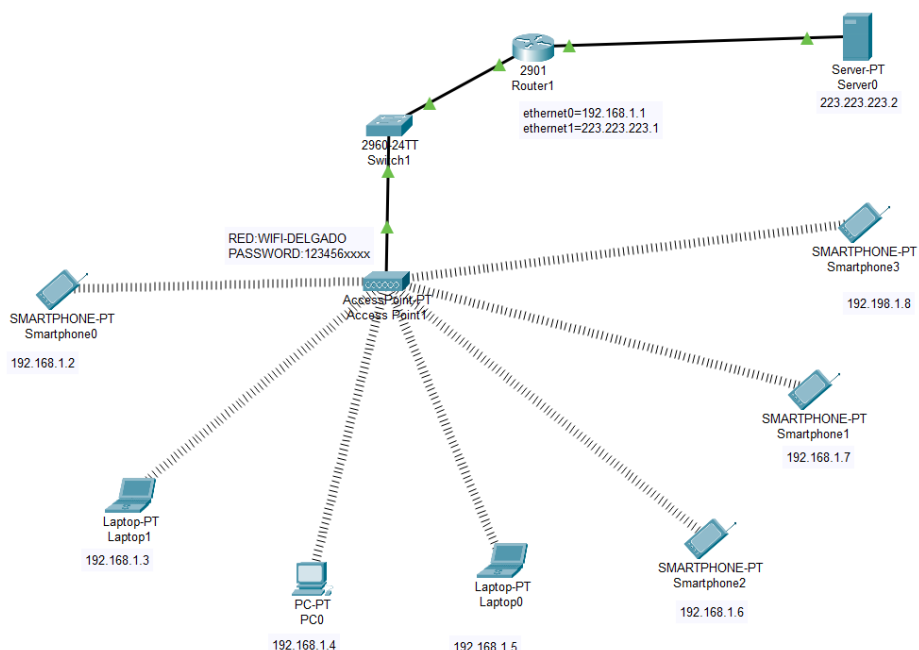 2901
Router1
Server-PT
Server0
223.223.223.2
ethernet0=192.168.1.1
ethernet1=223.223.223.1
2960-24TT
Switch1
RED:WIFI-DELGADO
PASSWORD:123456xxxx
AccessPoint-PT
Access Point1
SMARTPHONE-PT
Smartphone3
192.198.1.8
SMARTPHONE-PT
Smartphone0
192.168.1.2
SMARTPHONE-PT
Smartphone1
192.168.1.7
Laptop-PT
Laptop1
192.168.1.3
PC-PT
PC0
192.168.1.4
Laptop-PT
Laptop0
192.168.1.5
SMARTPHONE-PT
Smartphone2
192.168.1.6